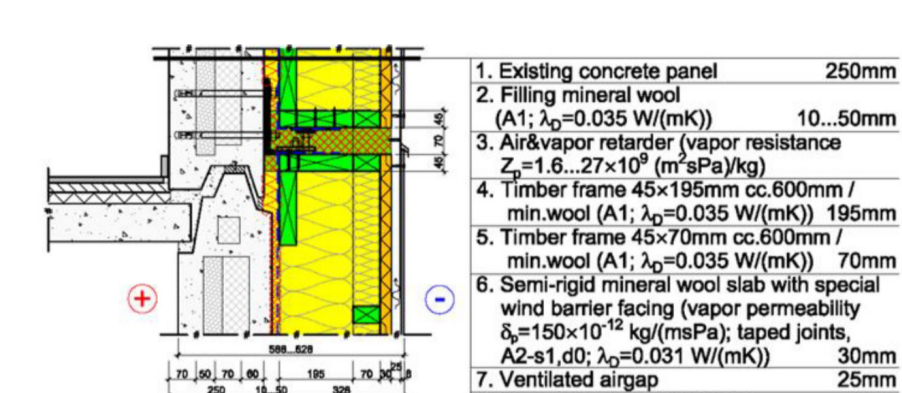 1. Existing concrete panel 250mm
2. Filling mineral wool
(A1; λD=0.035 W/(mK)) 10...50mm
3. Air&vapor retarder (vapor resistance
Zp=1.6...27×10⁹ (m²sPa)/kg)
4. Timber frame 45×195mm cc.600mm /
min.wool (A1; λD=0.035 W/(mK)) 195mm
5. Timber frame 45×70mm cc.600mm /
min.wool (A1; λD=0.035 W/(mK)) 70mm
6. Semi-rigid mineral wool slab with special
wind barrier facing (vapor permeability
δp=150×10⁻¹² kg/(msPa); taped joints,
A2-s1,d0; λD=0.031 W/(mK)) 30mm
7. Ventilated airgap 25mm
45
70
45
+
-
586...626
25
70 50 70 60 195 70 30 8
250 10...50 326